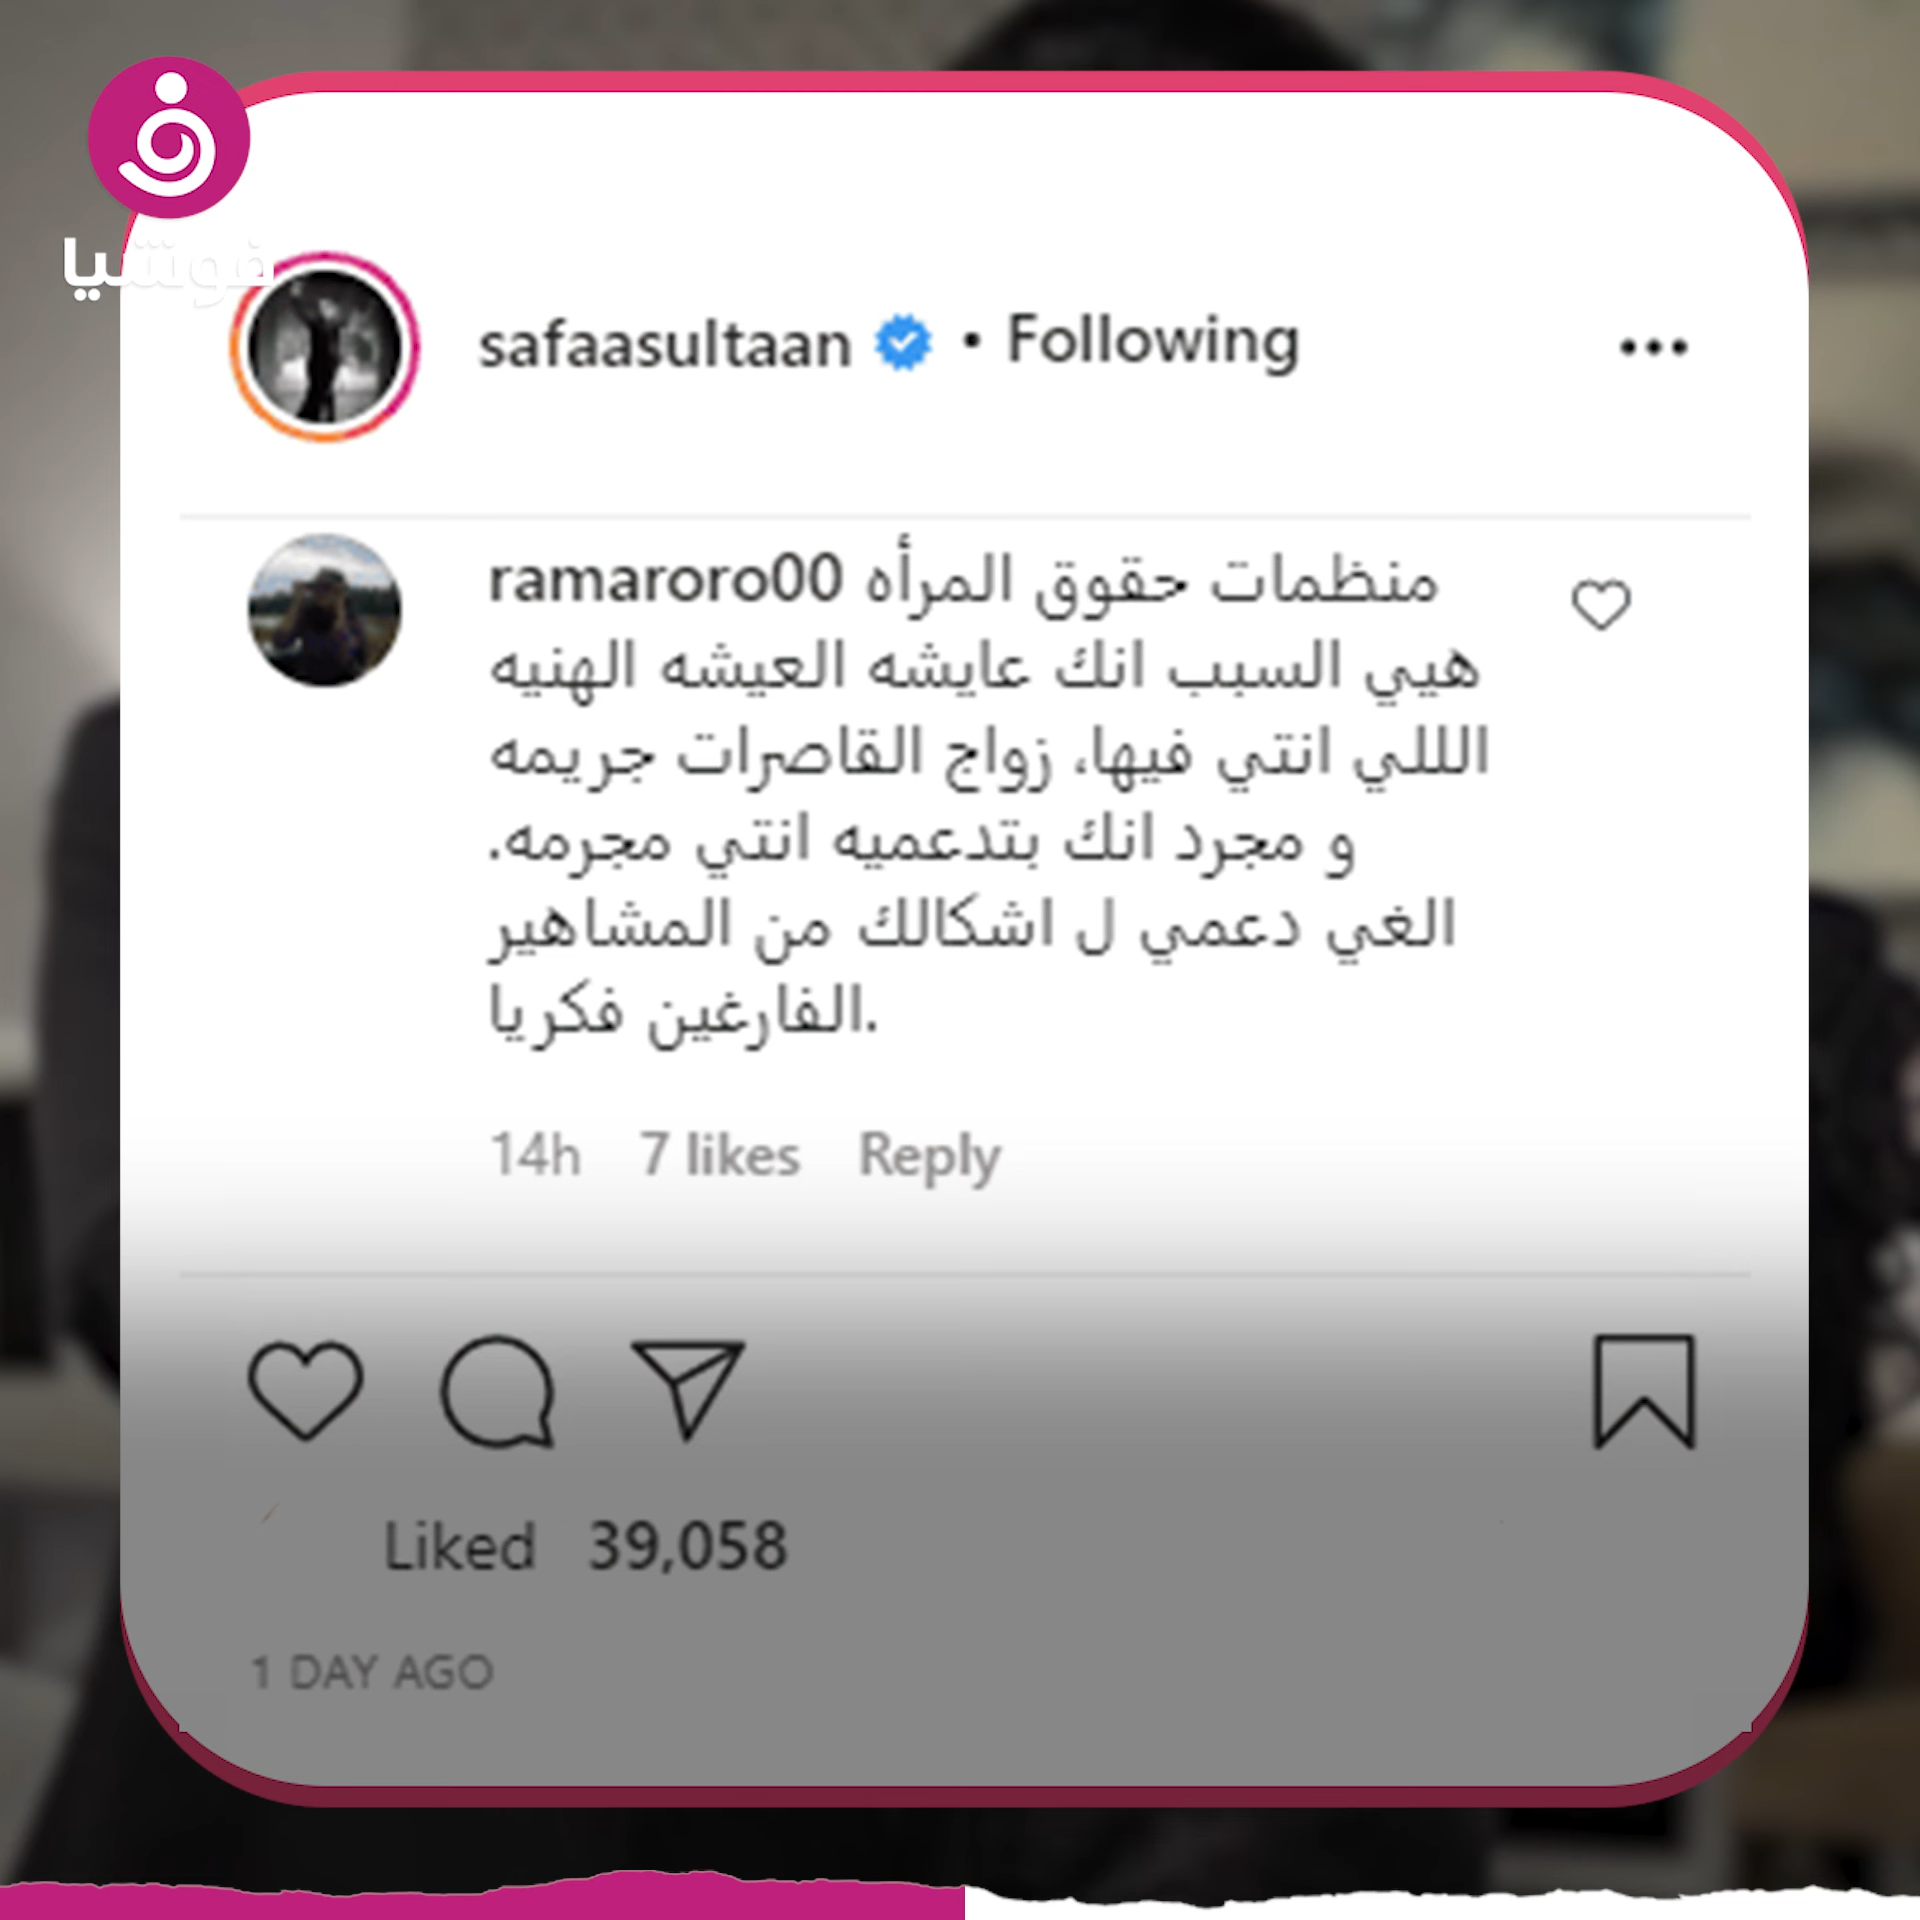 فوشيا
safaasultaan • Following
ramaroro00 منظمات حقوق المرأه
هيي السبب انك عايشه العيشه الهنيه
الللي انتي فيها، زواج القاصرات جريمه
و مجرد انك بتدعميه انتي مجرمه.
الغي دعمي ل اشكالك من المشاهير
الفارغين فكريا.
14h 7 likes Reply
Liked 39,058
1 DAY AGO